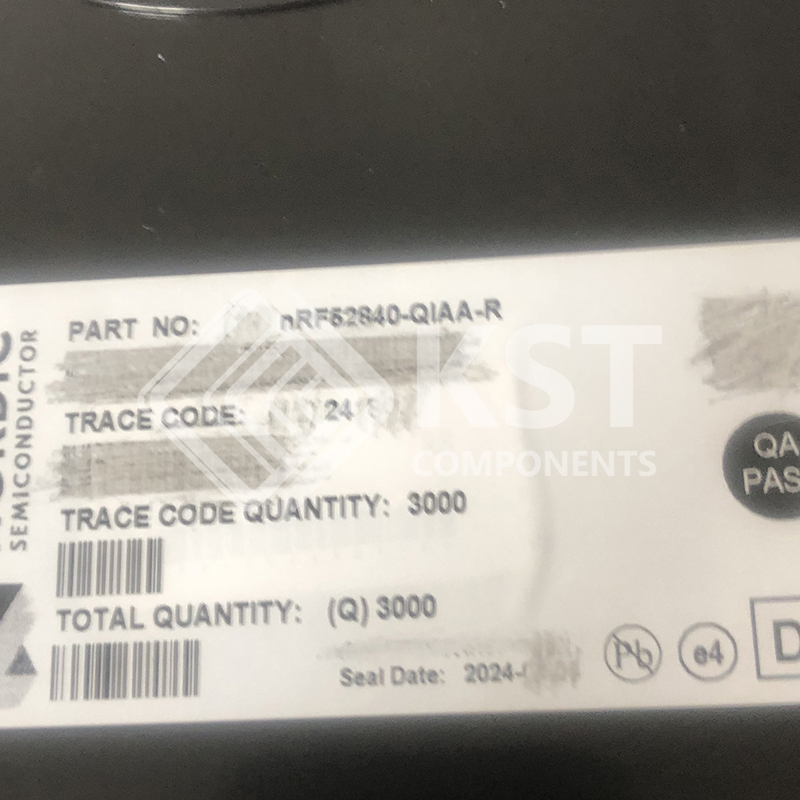 PART NO: nRF52840-QIAA-R
TRACE CODE: 24
TRACE CODE QUANTITY: 3000
TOTAL QUANTITY: (Q) 3000
Seal Date: 2024-
SEMICONDUCTOR
KST
COMPONENTS
QA
PAS
Pb
e4
D